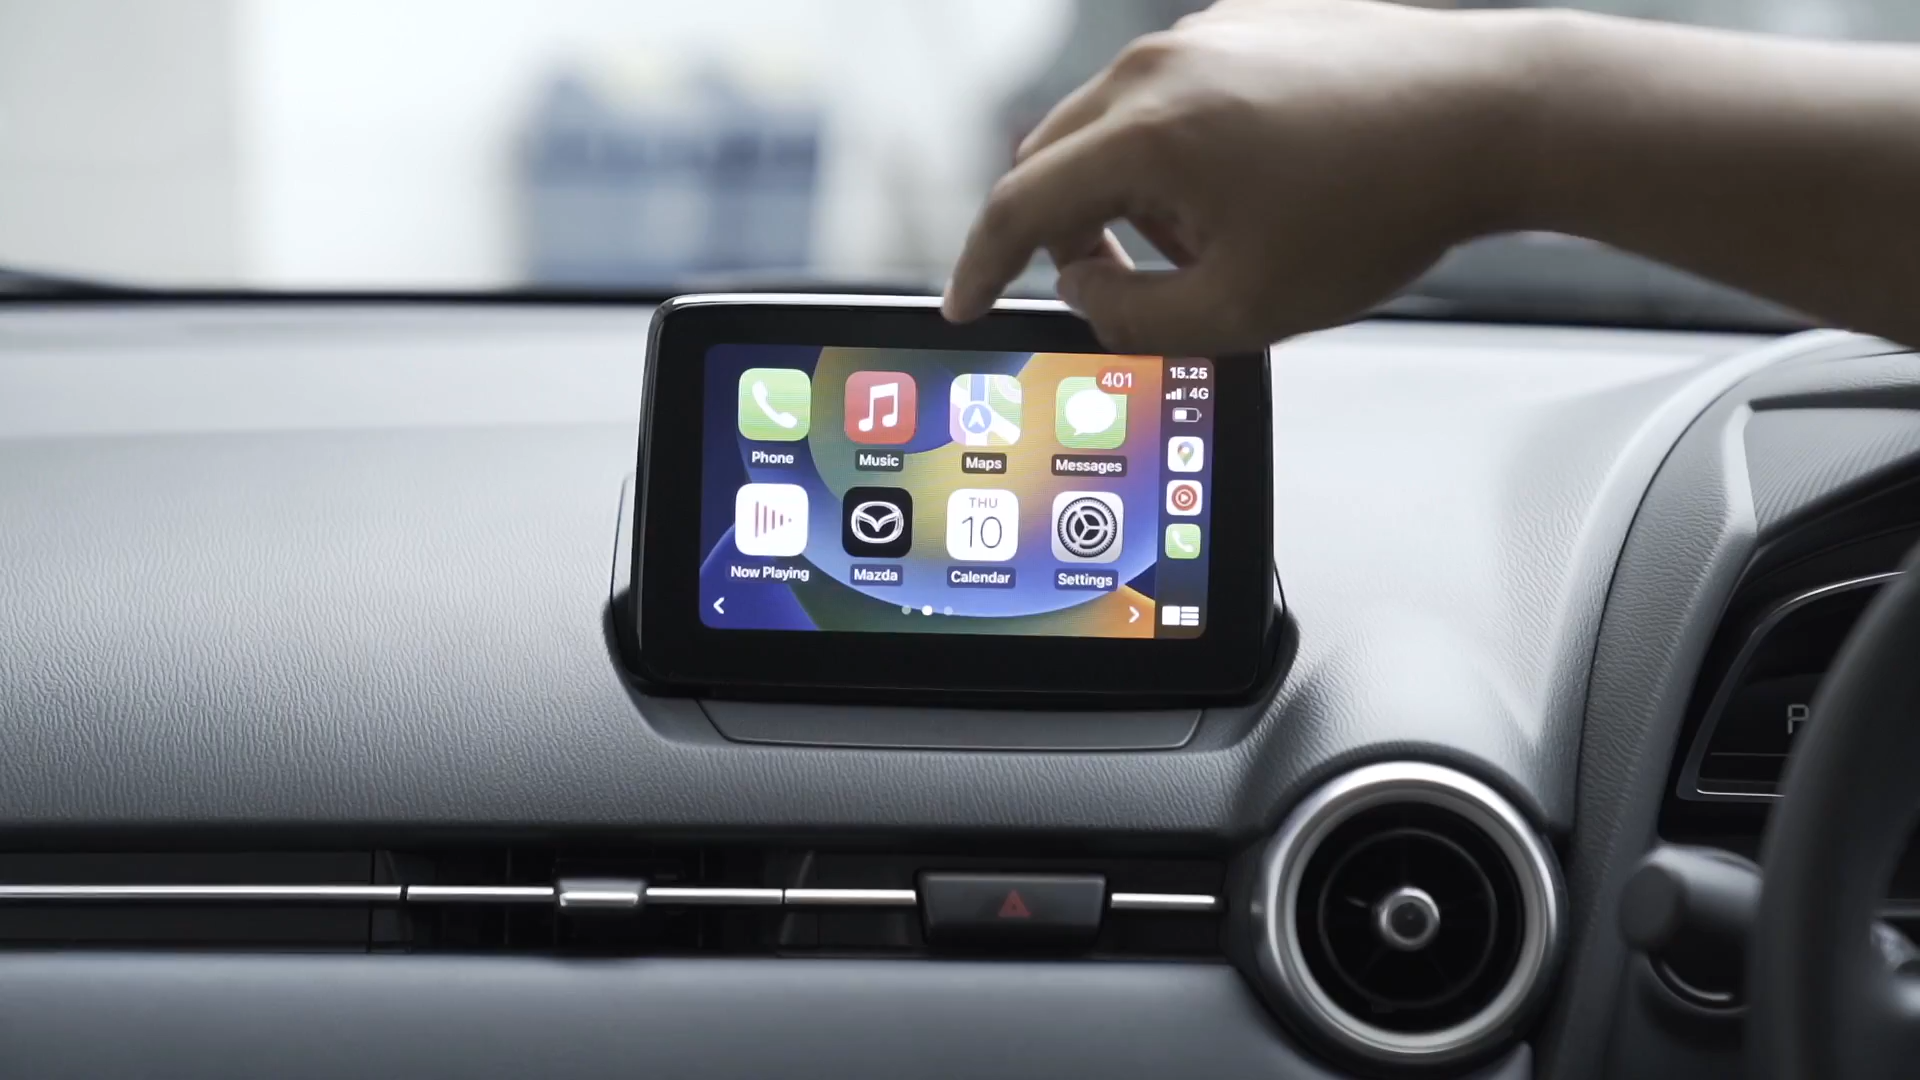 401
15.25
4G
Phone
Music
Maps
Messages
THU
10
Now Playing
Mazda
Calendar
Settings
P